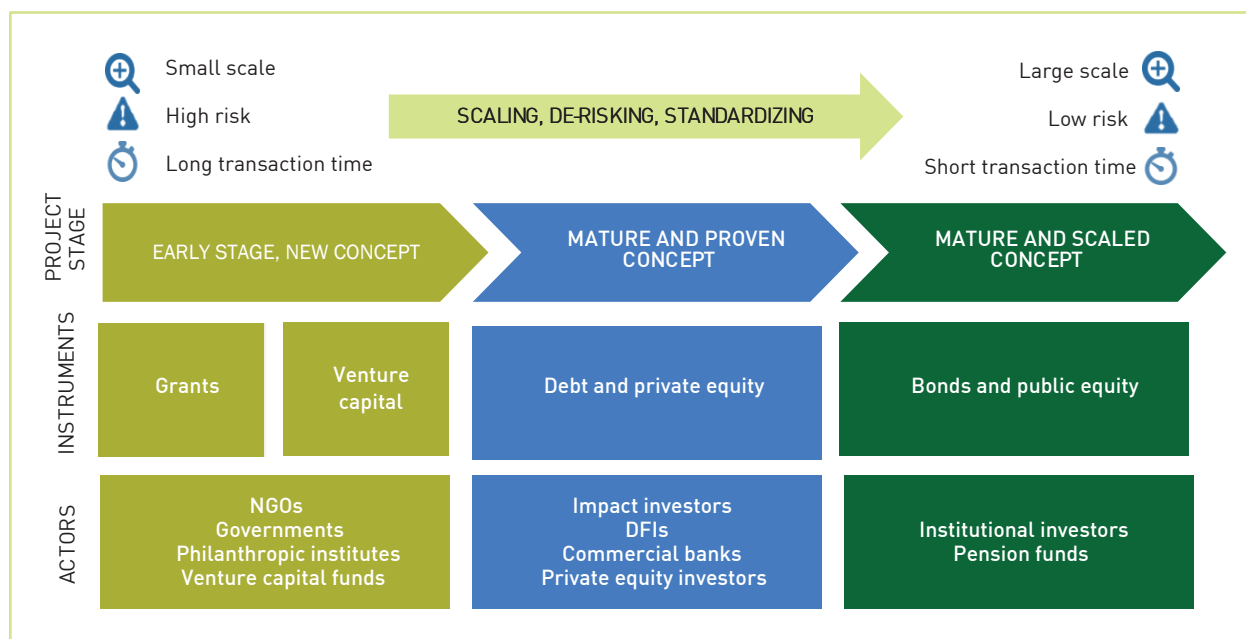 Small scale
High risk
Long transaction time
SCALING, DE-RISKING, STANDARDIZING
Large scale
Low risk
Short transaction time
PROJECT
STAGE
EARLY STAGE, NEW CONCEPT
MATURE AND PROVEN
CONCEPT
MATURE AND SCALED
CONCEPT
INSTRUMENTS
Grants
Venture
capital
Debt and private equity
Bonds and public equity
ACTORS
NGOs
Governments
Philanthropic institutes
Venture capital funds
Impact investors
DFIs
Commercial banks
Private equity investors
Institutional investors
Pension funds